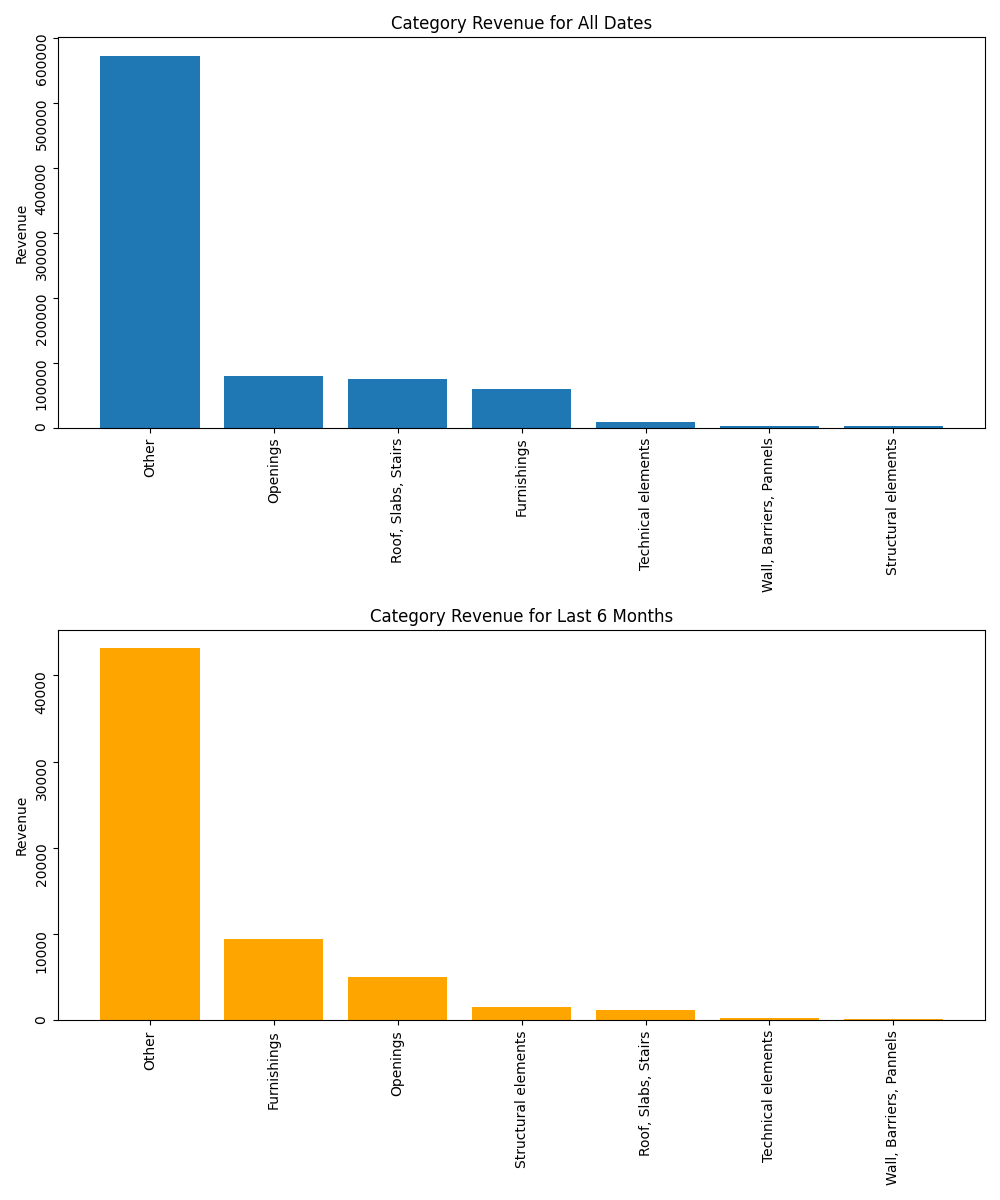 Category Revenue for All Dates
Revenue
600000
500000
400000
300000
200000
100000
0
Other
Openings
Roof, Slabs, Stairs
Furnishings
Technical elements
Wall, Barriers, Pannels
Structural elements
Category Revenue for Last 6 Months
Revenue
40000
30000
20000
10000
0
Other
Furnishings
Openings
Structural elements
Roof, Slabs, Stairs
Technical elements
Wall, Barriers, Pannels